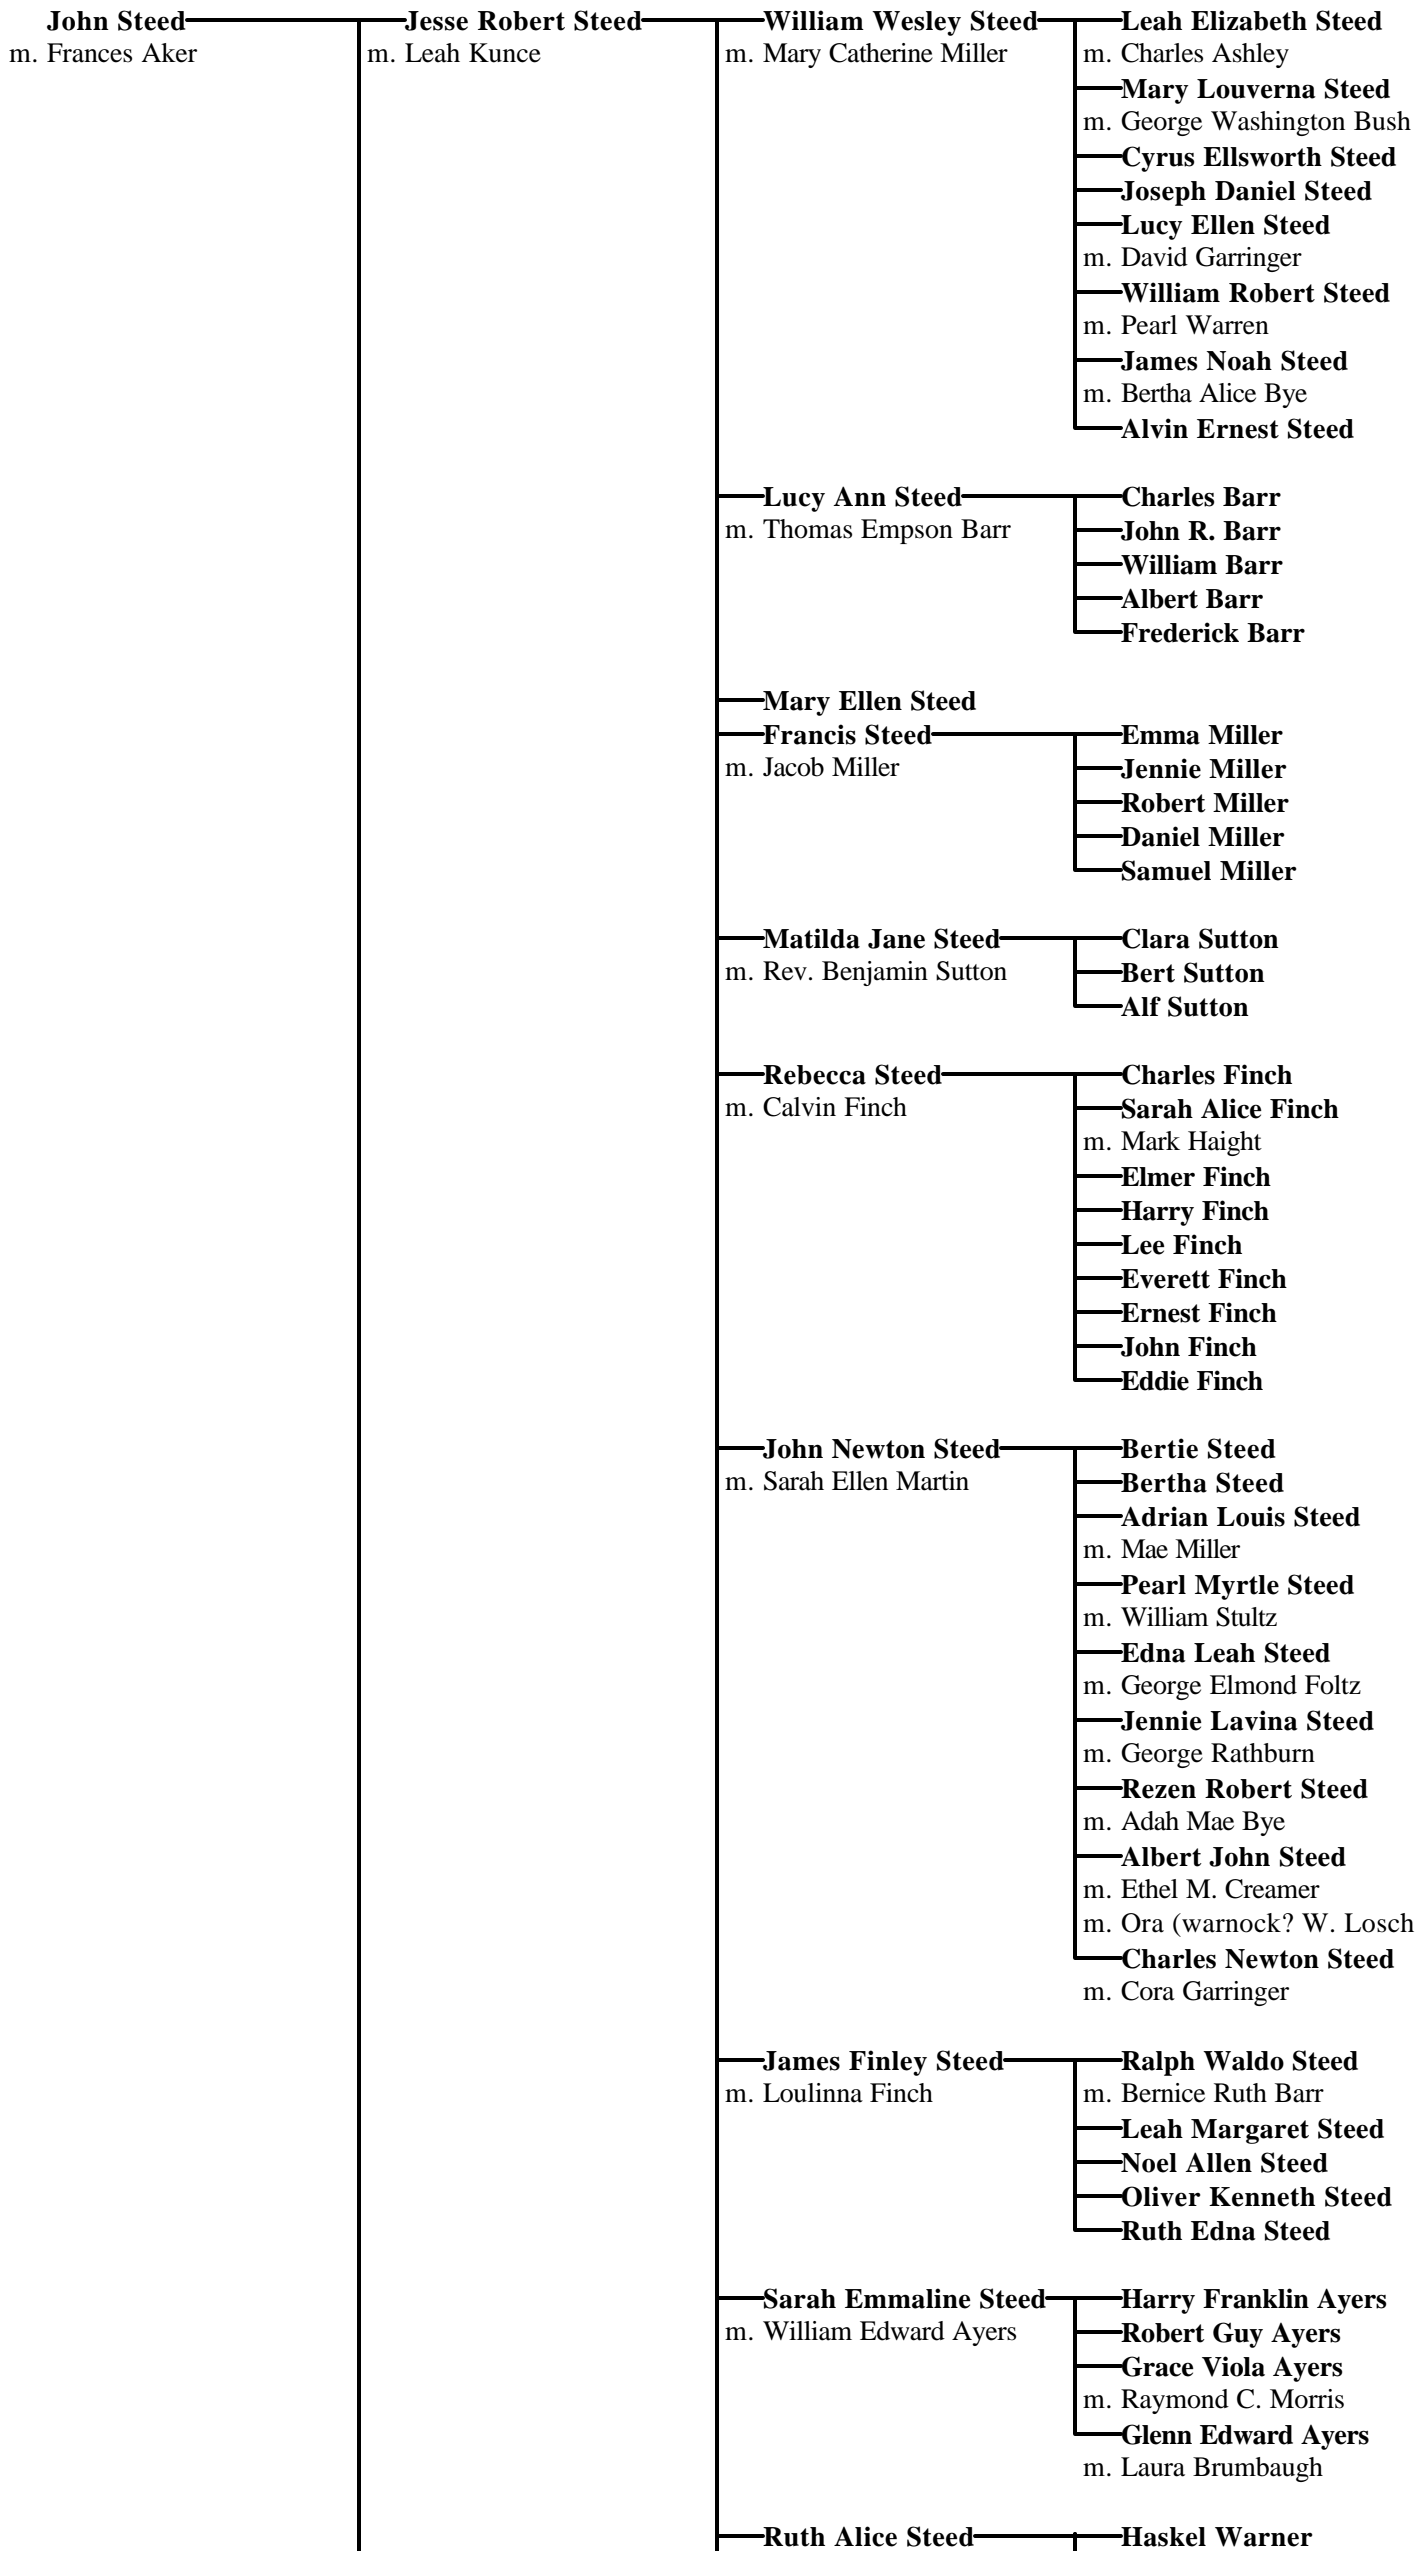 John Steed
m. Frances Aker
Jesse Robert Steed
m. Leah Kunce
William Wesley Steed
m. Mary Catherine Miller
Leah Elizabeth Steed
m. Charles Ashley
Mary Louverna Steed
m. George Washington Bush
Cyrus Ellsworth Steed
Joseph Daniel Steed
Lucy Ellen Steed
m. David Garringer
William Robert Steed
m. Pearl Warren
James Noah Steed
m. Bertha Alice Bye
Alvin Ernest Steed
Lucy Ann Steed
m. Thomas Empson Barr
Charles Barr
John R. Barr
William Barr
Albert Barr
Frederick Barr
Mary Ellen Steed
Francis Steed
m. Jacob Miller
Emma Miller
Jennie Miller
Robert Miller
Daniel Miller
Samuel Miller
Matilda Jane Steed
m. Rev. Benjamin Sutton
Clara Sutton
Bert Sutton
Alf Sutton
Rebecca Steed
m. Calvin Finch
Charles Finch
Sarah Alice Finch
m. Mark Haight
Elmer Finch
Harry Finch
Lee Finch
Everett Finch
Ernest Finch
John Finch
Eddie Finch
John Newton Steed
m. Sarah Ellen Martin
Bertie Steed
Bertha Steed
Adrian Louis Steed
m. Mae Miller
Pearl Myrtle Steed
m. William Stultz
Edna Leah Steed
m. George Elmond Foltz
Jennie Lavina Steed
m. George Rathburn
Rezen Robert Steed
m. Adah Mae Bye
Albert John Steed
m. Ethel M. Creamer
m. Ora (warnock? W. Losch
Charles Newton Steed
m. Cora Garringer
James Finley Steed
m. Loulinna Finch
Ralph Waldo Steed
m. Bernice Ruth Barr
Leah Margaret Steed
Noel Allen Steed
Oliver Kenneth Steed
Ruth Edna Steed
Sarah Emmaline Steed
m. William Edward Ayers
Harry Franklin Ayers
Robert Guy Ayers
Grace Viola Ayers
m. Raymond C. Morris
Glenn Edward Ayers
m. Laura Brumbaugh
Ruth Alice Steed
Haskel Warner